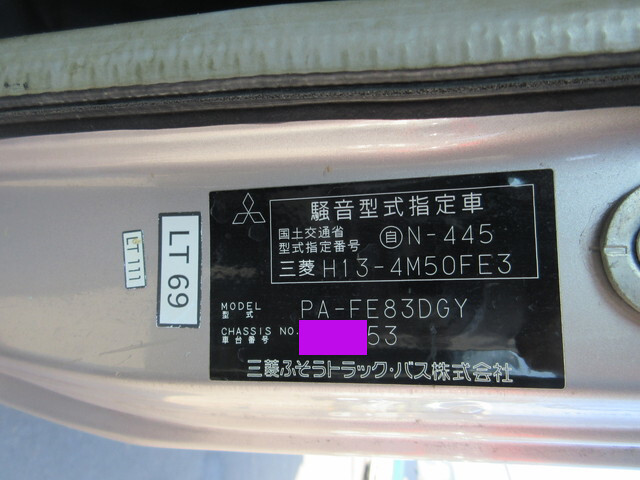 騒音型式指定車
国土交通省
型式指定番号
自 N-445
三菱 H13-4M50FE3
MODEL
型式
PA-FE83DGY
CHASSIS NO.
車台番号
53
三菱ふそうトラック・バス株式会社
LT 69
LT111